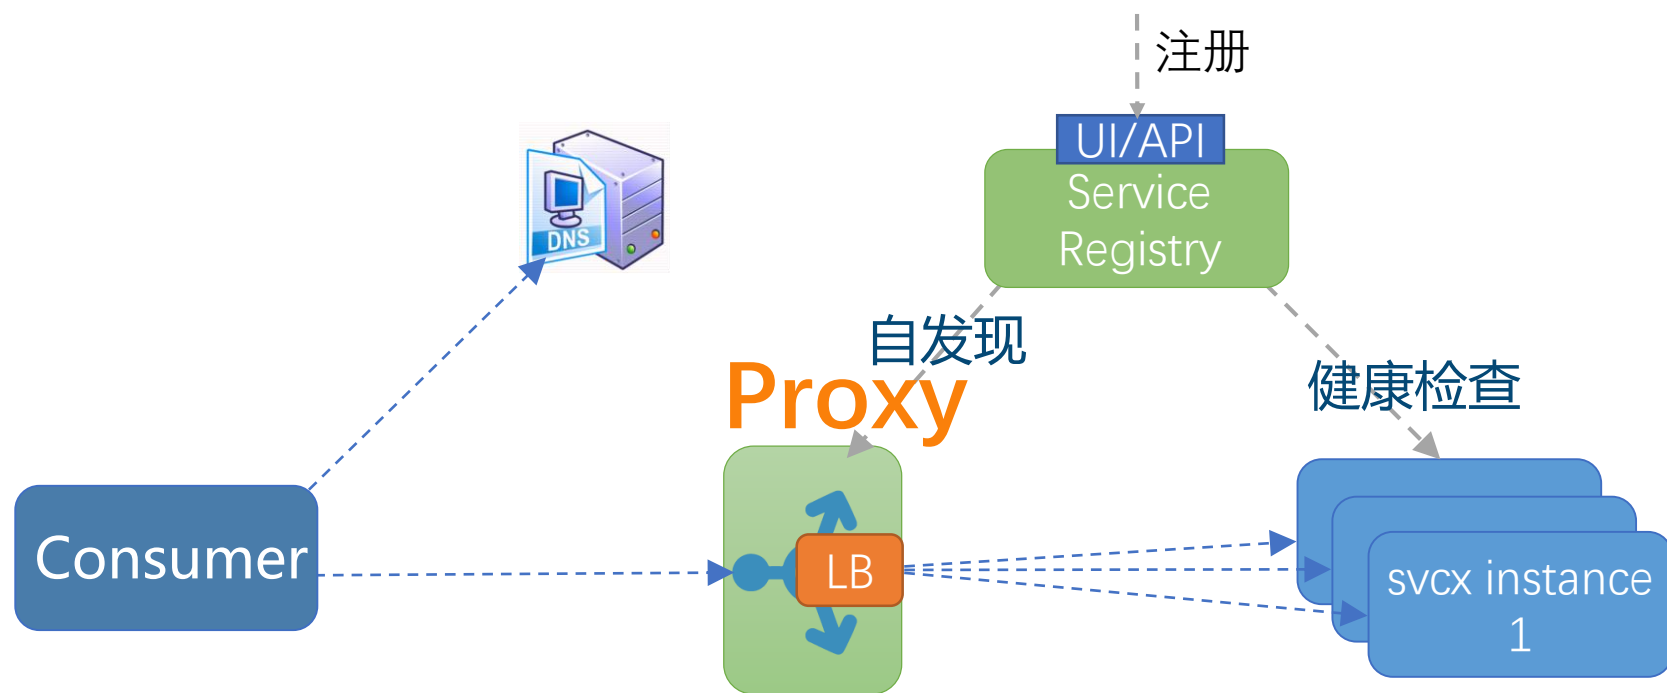 注册
UI/API
Service
Registry
DNS
自发现
Proxy
健康检查
Consumer
LB
svcx instance
1